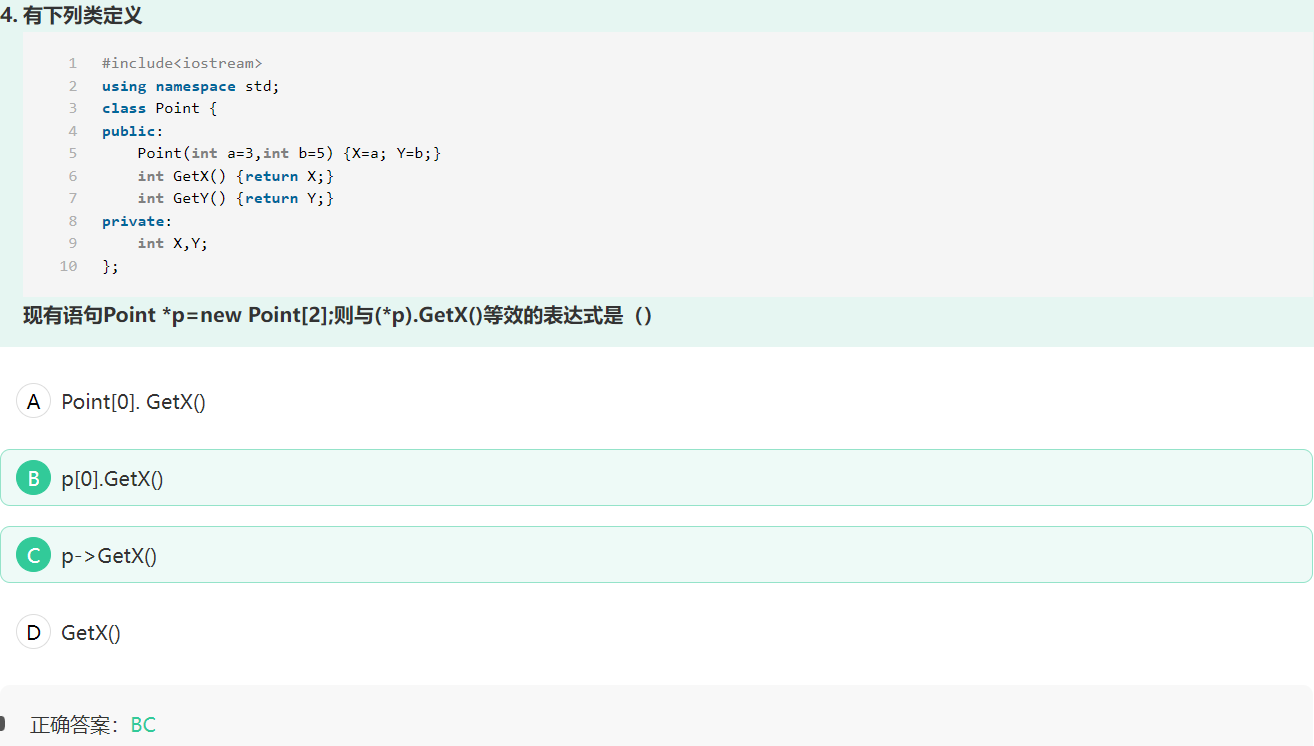 4. 有下列类定义
1 #include<iostream>
2 using namespace std;
3 class Point {
4 public:
5 Point(int a=3,int b=5) {X=a; Y=b;}
6 int GetX() {return X;}
7 int GetY() {return Y;}
8 private:
9 int X,Y;
10 };
现有语句Point *p=new Point[2];则与(*p).GetX()等效的表达式是（）
A Point[0]. GetX()
B p[0].GetX()
C p->GetX()
D GetX()
正确答案：BC